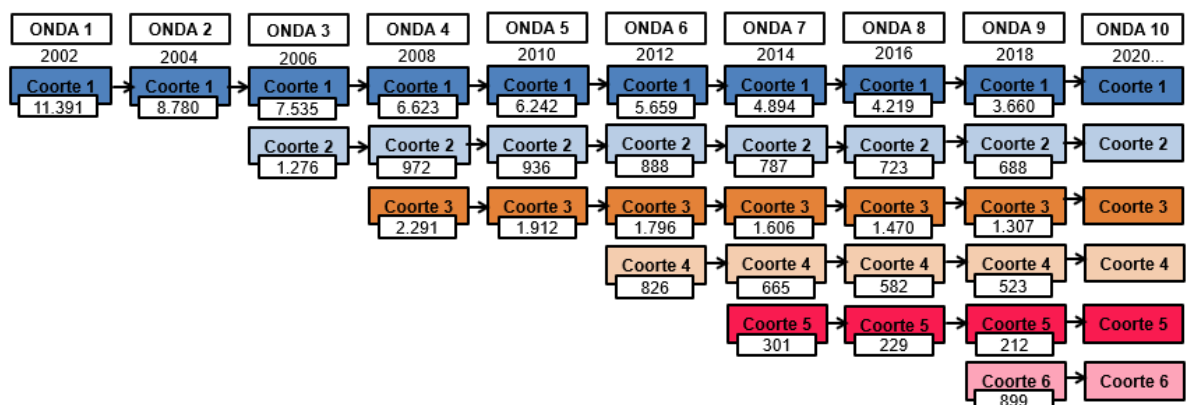 ONDA 1 ONDA 2 ONDA 3 ONDA 4 ONDA 5 ONDA 6 ONDA 7 ONDA 8 ONDA 9 ONDA 10
2002 2004 2006 2008 2010 2012 2014 2016 2018 2020...
Coorte 1 Coorte 1 Coorte 1 Coorte 1 Coorte 1 Coorte 1 Coorte 1 Coorte 1 Coorte 1 Coorte 1
11.391 8.780 7.535 6.623 6.242 5.659 4.894 4.219 3.660
Coorte 2 Coorte 2 Coorte 2 Coorte 2 Coorte 2 Coorte 2 Coorte 2 Coorte 2
1.276 972 936 888 787 723 688
Coorte 3 Coorte 3 Coorte 3 Coorte 3 Coorte 3 Coorte 3 Coorte 3
2.291 1.912 1.796 1.606 1.470 1.307
Coorte 4 Coorte 4 Coorte 4 Coorte 4 Coorte 4
826 665 582 523
Coorte 5 Coorte 5 Coorte 5 Coorte 5
301 229 212
Coorte 6 Coorte 6
899